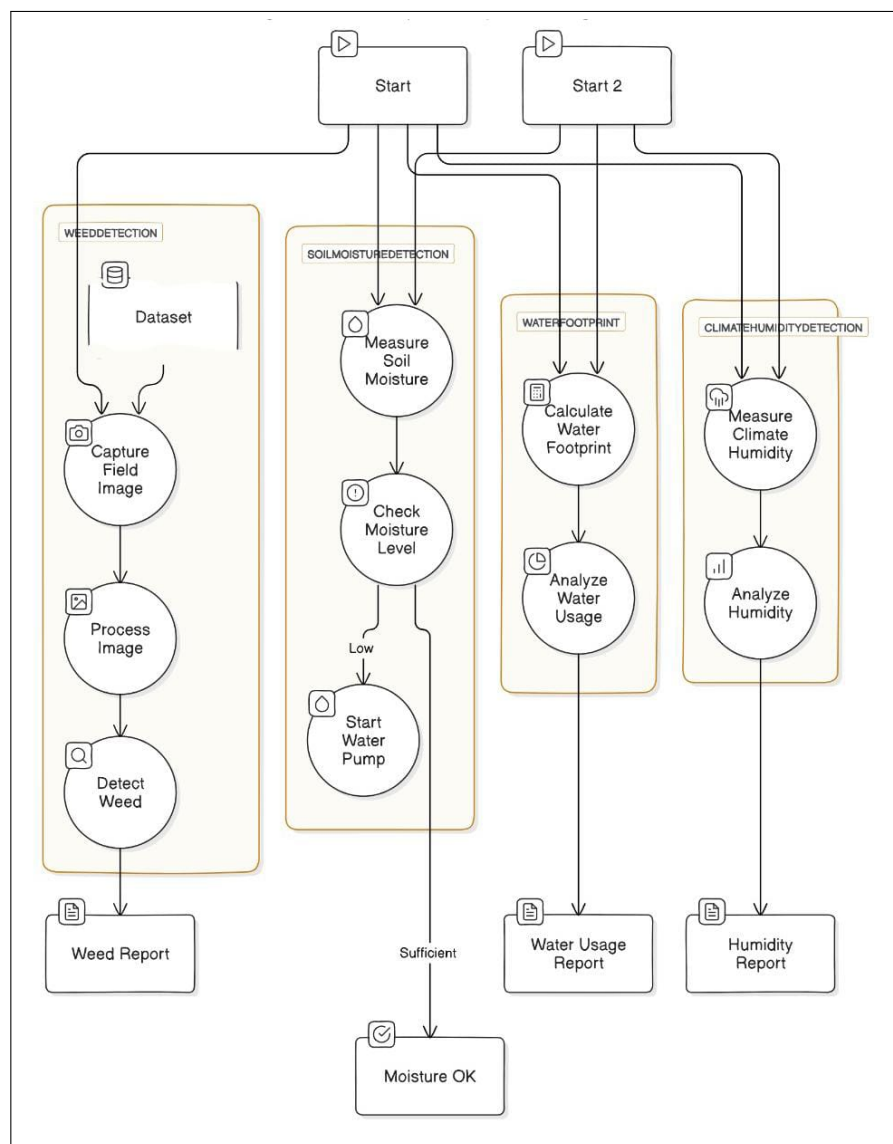 Start
Start 2
WEEDDETECTION
Dataset
Capture
Field
Image
Process
Image
Detect
Weed
Weed Report
SOILMOISTUREDETECTION
Measure
Soil
Moisture
Check
Moisture
Level
Low
Start
Water
Pump
Sufficient
Moisture OK
WATERFOOTPRINT
Calculate
Water
Footprint
Analyze
Water
Usage
Water Usage
Report
CLIMATEHUMIDITYDETECTION
Measure
Climate
Humidity
Analyze
Humidity
Humidity
Report